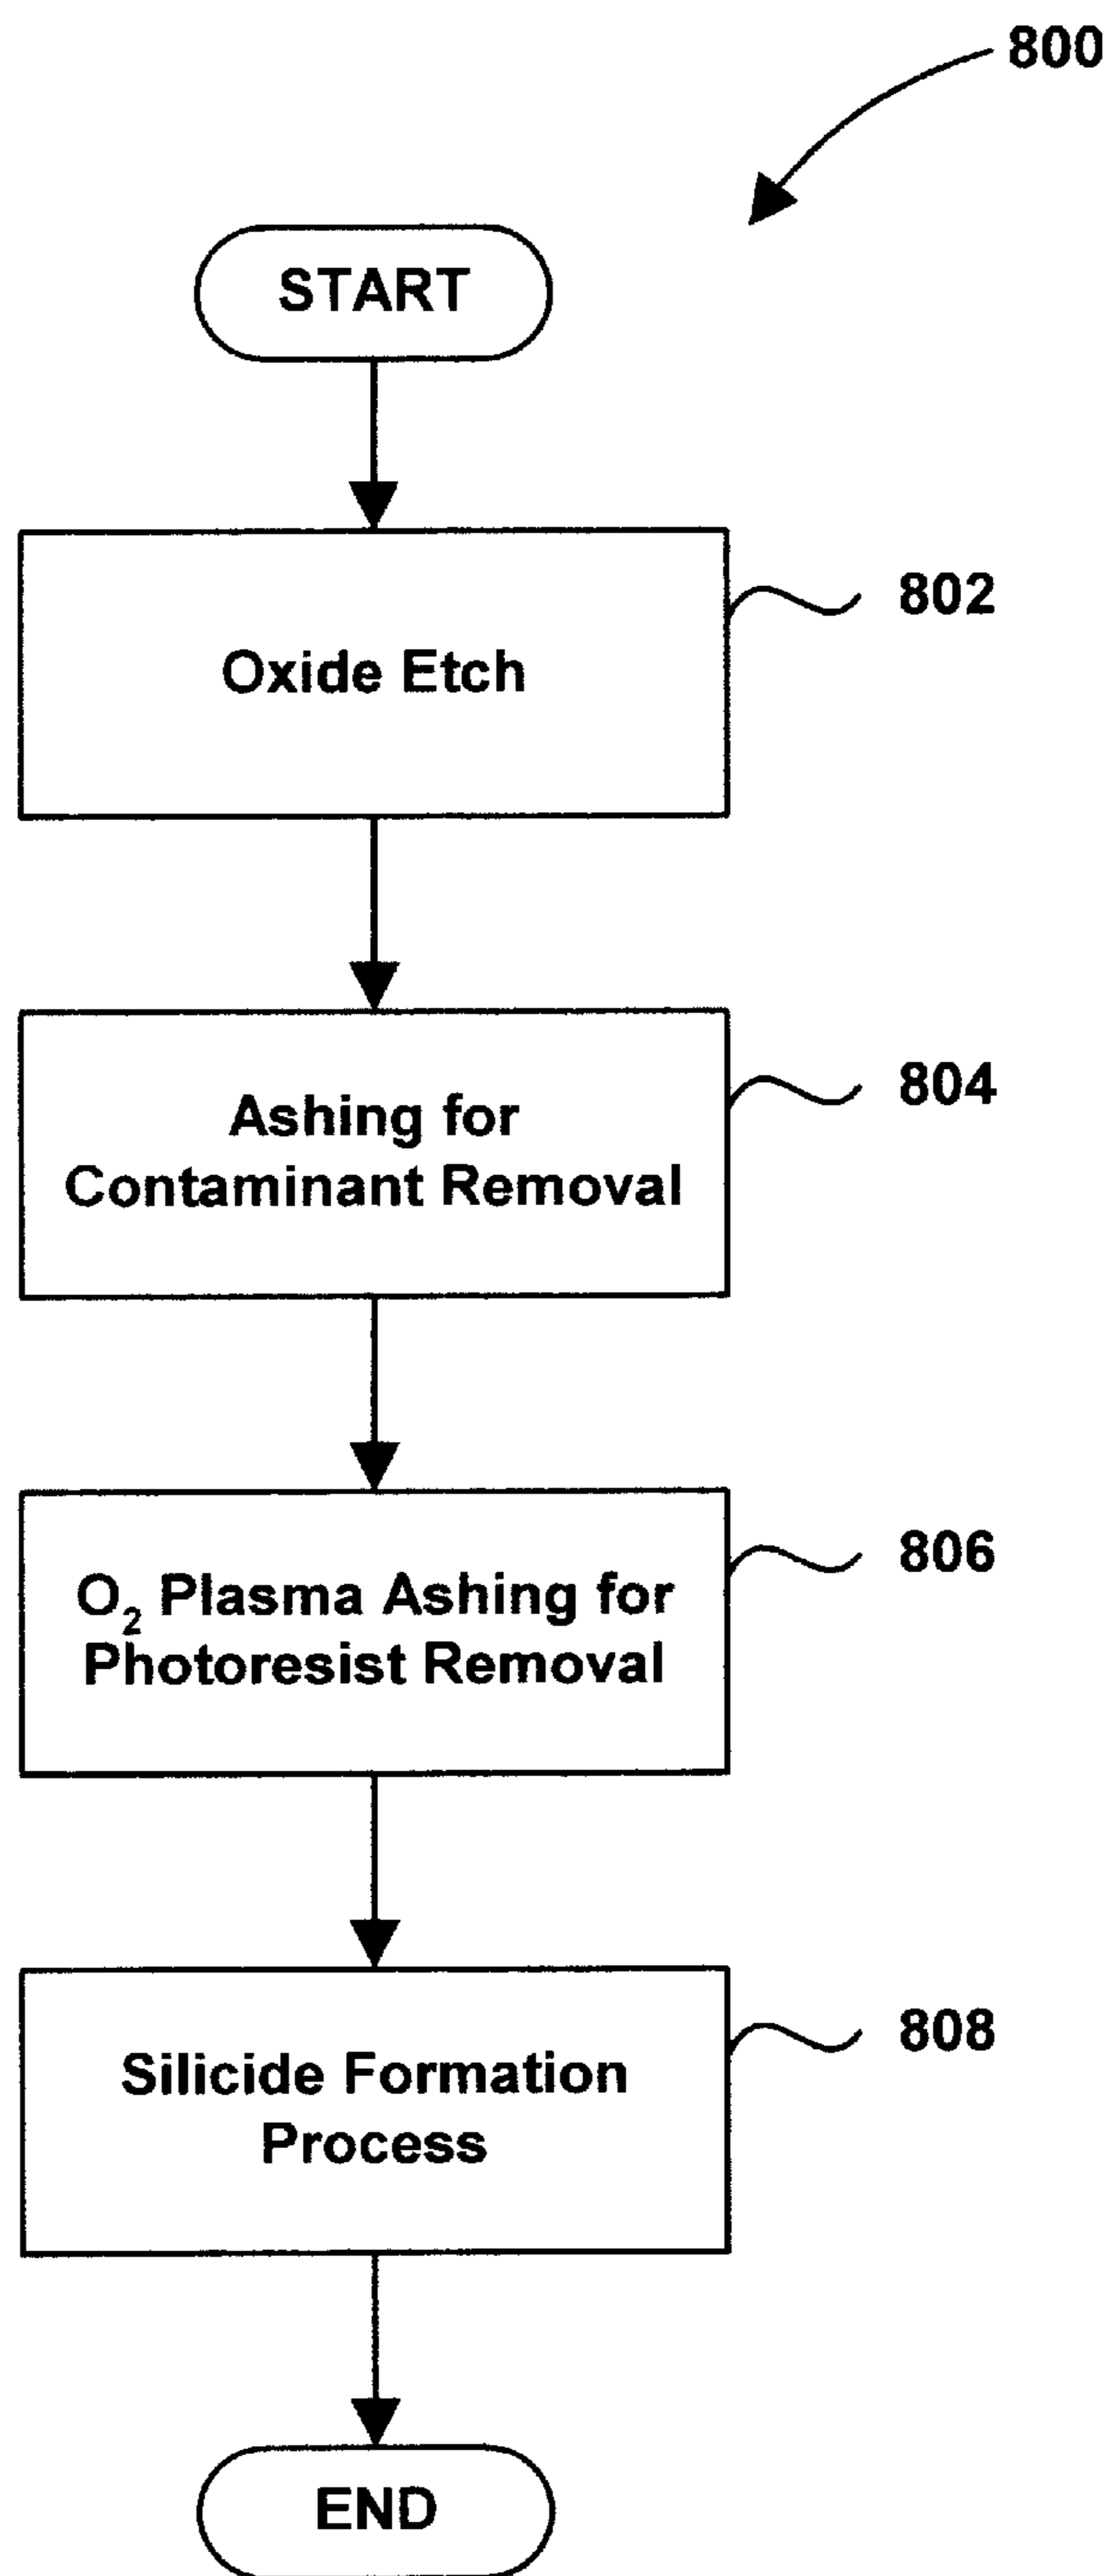 800
START
802
Oxide Etch
804
Ashing for
Contaminant Removal
806
O₂ Plasma Ashing for
Photoresist Removal
808
Silicide Formation
Process
END